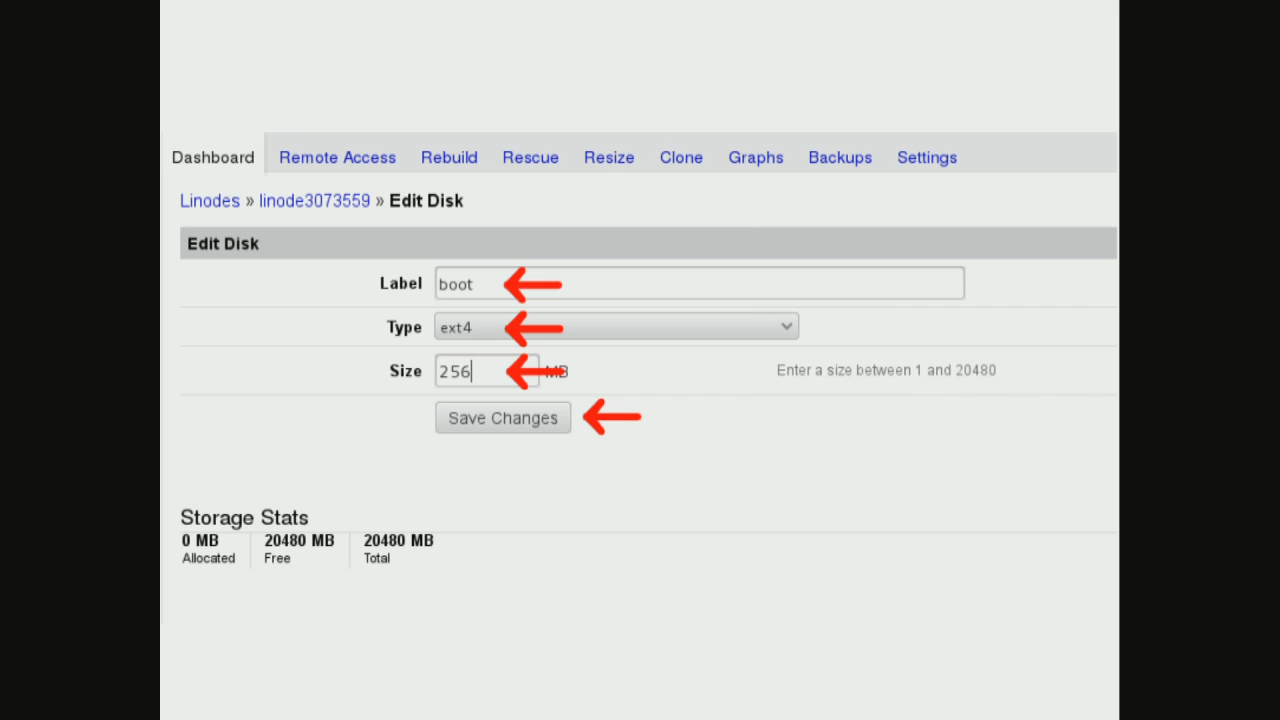 Dashboard Remote Access Rebuild Rescue Resize Clone Graphs Backups Settings
Linodes » linode3073559 » Edit Disk
Edit Disk
Label boot
Type ext4
Size 256 MB Enter a size between 1 and 20480
Save Changes
Storage Stats
0 MB 20480 MB 20480 MB
Allocated Free Total